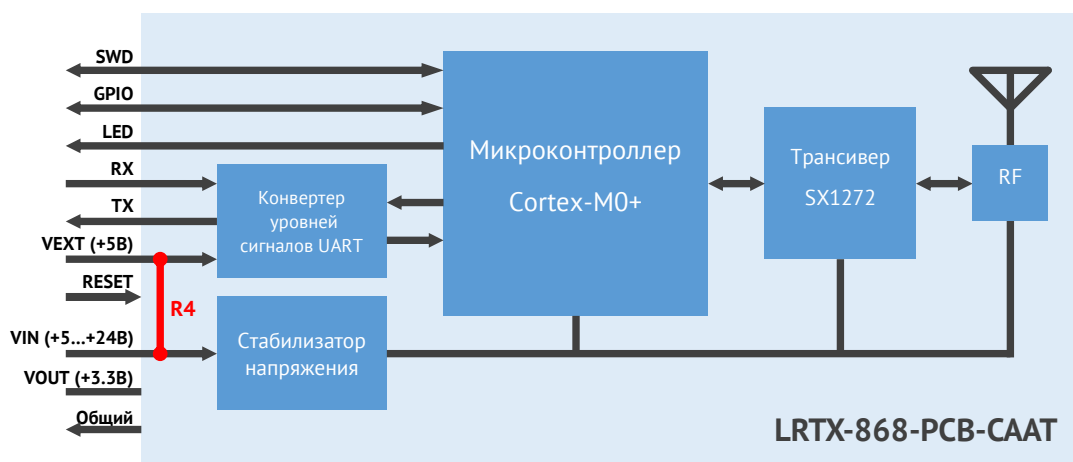 SWD
GPIO
LED
RX
TX
VEXT (+5В)
RESET
R4
VIN (+5...+24В)
VOUT (+3.3В)
Общий
Конвертер
уровней
сигналов UART
Стабилизатор
напряжения
Микроконтроллер
Cortex-M0+
Трансивер
SX1272
RF
LRTX-868-PCB-CAAT